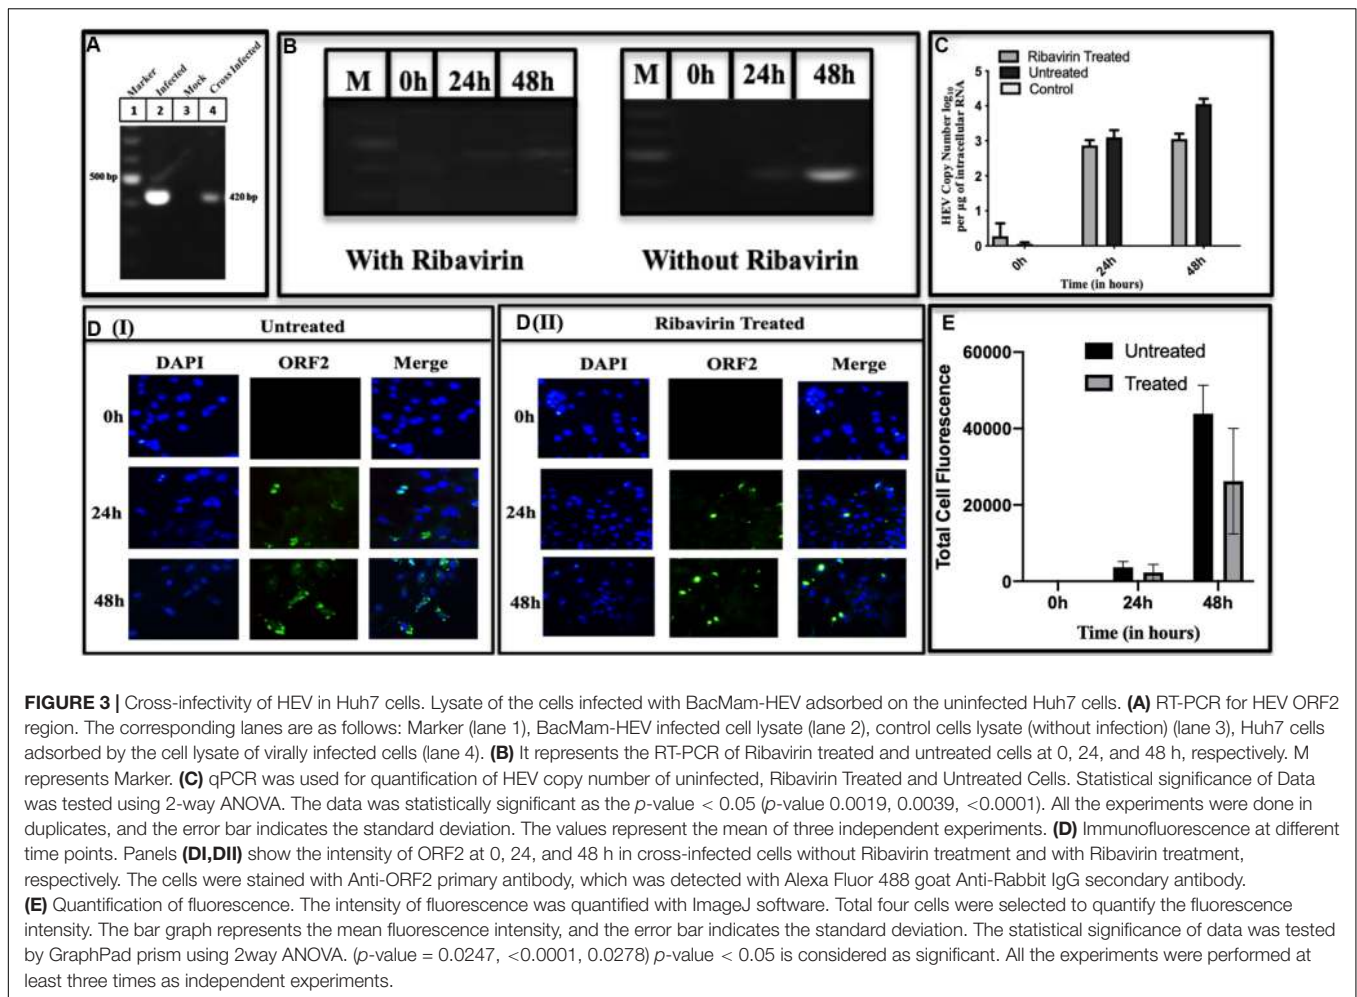 A
Marker
Infected
Mock
Cross Infected
1 2 3 4
500 bp
420 bp
B
M 0h 24h 48h
With Ribavirin
M 0h 24h 48h
Without Ribavirin
C
Ribavirin Treated
Untreated
Control
HEV Copy Number log10
per µg of intracellular RNA
5
4
3
2
1
0
0h
24h
48h
Time (in hours)
D (I) Untreated
DAPI ORF2 Merge
0h
24h
48h
D(II) Ribavirin Treated
DAPI ORF2 Merge
0h
24h
48h
E
Untreated
Treated
Total Cell Fluorescence
60000
40000
20000
0
0h 24h 48h
Time (in hours)
FIGURE 3 | Cross-infectivity of HEV in Huh7 cells. Lysate of the cells infected with BacMam-HEV adsorbed on the uninfected Huh7 cells. (A) RT-PCR for HEV ORF2
region. The corresponding lanes are as follows: Marker (lane 1), BacMam-HEV infected cell lysate (lane 2), control cells lysate (without infection) (lane 3), Huh7 cells
adsorbed by the cell lysate of virally infected cells (lane 4). (B) It represents the RT-PCR of Ribavirin treated and untreated cells at 0, 24, and 48 h, respectively. M
represents Marker. (C) qPCR was used for quantification of HEV copy number of uninfected, Ribavirin Treated and Untreated Cells. Statistical significance of Data
was tested using 2-way ANOVA. The data was statistically significant as the p-value < 0.05 (p-value 0.0019, 0.0039, <0.0001). All the experiments were done in
duplicates, and the error bar indicates the standard deviation. The values represent the mean of three independent experiments. (D) Immunofluorescence at different
time points. Panels (DI,DII) show the intensity of ORF2 at 0, 24, and 48 h in cross-infected cells without Ribavirin treatment and with Ribavirin treatment,
respectively. The cells were stained with Anti-ORF2 primary antibody, which was detected with Alexa Fluor 488 goat Anti-Rabbit IgG secondary antibody.
(E) Quantification of fluorescence. The intensity of fluorescence was quantified with ImageJ software. Total four cells were selected to quantify the fluorescence
intensity. The bar graph represents the mean fluorescence intensity, and the error bar indicates the standard deviation. The statistical significance of data was tested
by GraphPad prism using 2way ANOVA. (p-value = 0.0247, <0.0001, 0.0278) p-value < 0.05 is considered as significant. All the experiments were performed at
least three times as independent experiments.